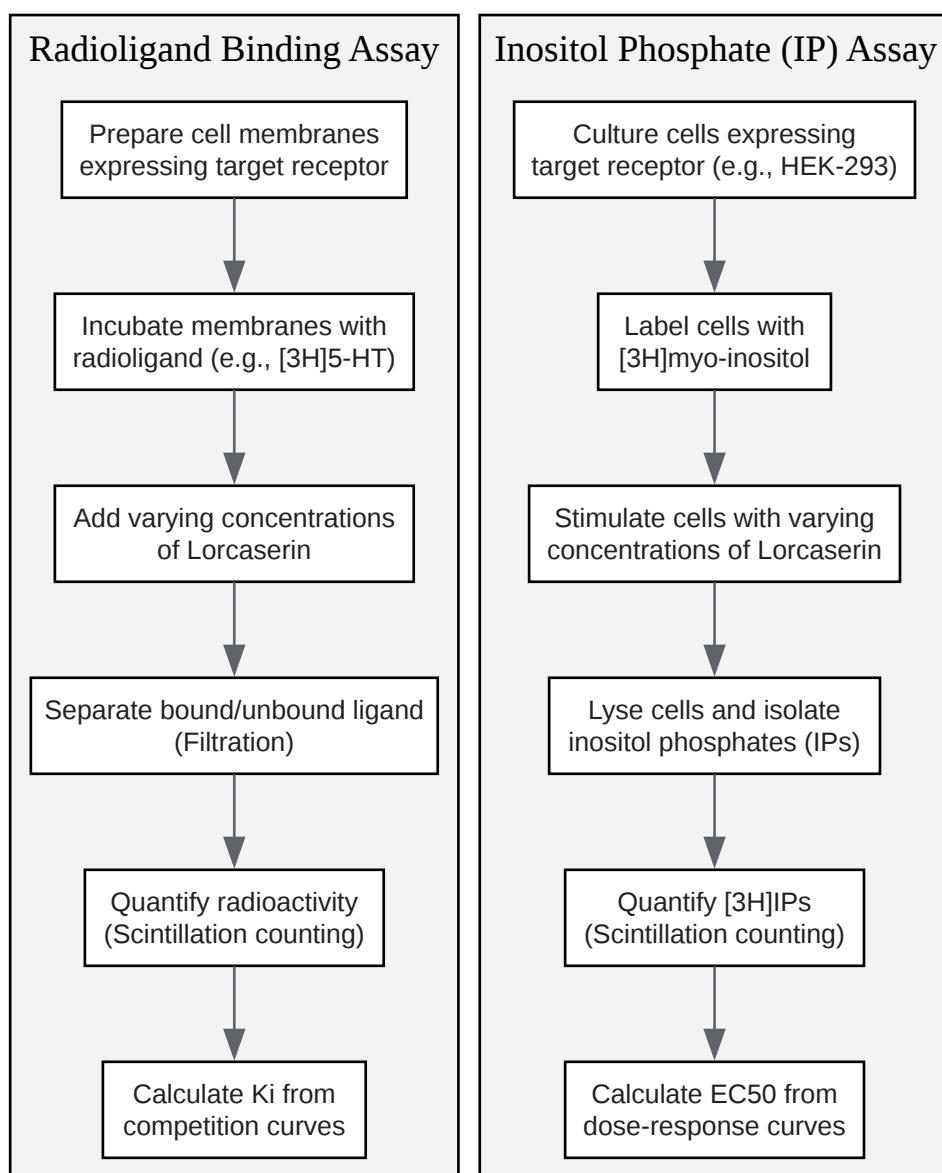 Radioligand Binding Assay
Prepare cell membranes
expressing target receptor
Incubate membranes with
radioligand (e.g., [3H]5-HT)
Add varying concentrations
of Lorcaserin
Separate bound/unbound ligand
(Filtration)
Quantify radioactivity
(Scintillation counting)
Calculate Ki from
competition curves
Inositol Phosphate (IP) Assay
Culture cells expressing
target receptor (e.g., HEK-293)
Label cells with
[3H]myo-inositol
Stimulate cells with varying
concentrations of Lorcaserin
Lyse cells and isolate
inositol phosphates (IPs)
Quantify [3H]IPs
(Scintillation counting)
Calculate EC50 from
dose-response curves